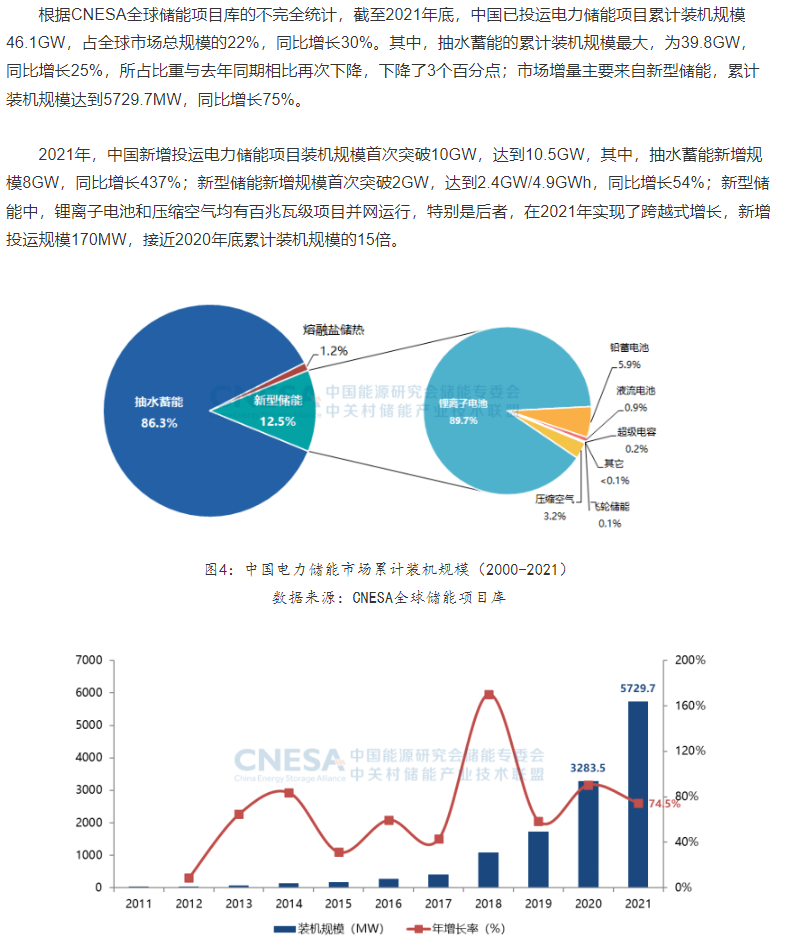 根据CNESA全球储能项目库的不完全统计，截至2021年底，中国已投运电力储能项目累计装机规模
46.1GW，占全球市场总规模的22%，同比增长30%。其中，抽水蓄能的累计装机规模最大，为39.8GW，
同比增长25%，所占比重与去年同期相比再次下降，下降了3个百分点；市场增量主要来自新型储能，累计
装机规模达到5729.7MW，同比增长75%。
2021年，中国新增投运电力储能项目装机规模首次突破10GW，达到10.5GW，其中，抽水蓄能新增规
模8GW，同比增长437%；新型储能新增规模首次突破2GW，达到2.4GW/4.9GWh，同比增长54%；新型储
能中，锂离子电池和压缩空气均有百兆瓦级项目并网运行，特别是后者，在2021年实现了跨越式增长，新增
投运规模170MW，接近2020年底累计装机规模的15倍。
熔融盐储热
1.2%
抽水蓄能
86.3%
新型储能
12.5%
锂离子电池
89.7%
铅蓄电池
5.9%
液流电池
0.9%
超级电容
0.2%
其它
<0.1%
飞轮储能
0.1%
压缩空气
3.2%
CNESA 中国能源研究会储能专委会
中关村储能产业技术联盟
图4：中国电力储能市场累计装机规模（2000-2021）
数据来源：CNESA全球储能项目库
7000
6000
5000
4000
3000
2000
1000
0
200%
160%
120%
80%
40%
0%
5729.7
3283.5
74.5%
CNESA 中国能源研究会储能专委会
China Energy Storage Alliance 中关村储能产业技术联盟
2011 2012 2013 2014 2015 2016 2017 2018 2019 2020 2021
装机规模（MW） 年增长率（%）